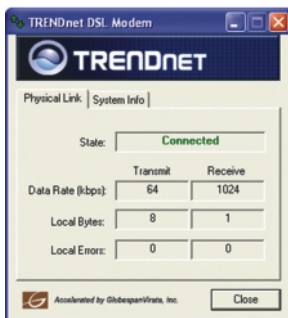 TRENDnet DSL Modem
TRENDNET
Physical Link System Info
State: Connected
Transmit Receive
Data Rate (kbps): 64 1024
Local Bytes: 8 1
Local Errors: 0 0
Accelerated by GlobespanVirata, Inc. Close